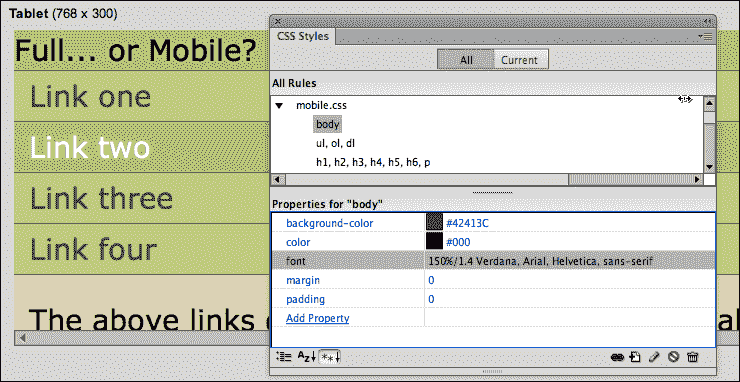 Tablet (768 x 300)
Full... or Mobile?
Link one
Link two
Link three
Link four
The above links
CSS Styles
All Current
All Rules
mobile.css
body
ul, ol, dl
h1, h2, h3, h4, h5, h6, p
Properties for "body"
background-color #42413C
color #000
font 150%/1.4 Verdana, Arial, Helvetica, sans-serif
margin 0
padding 0
Add Property